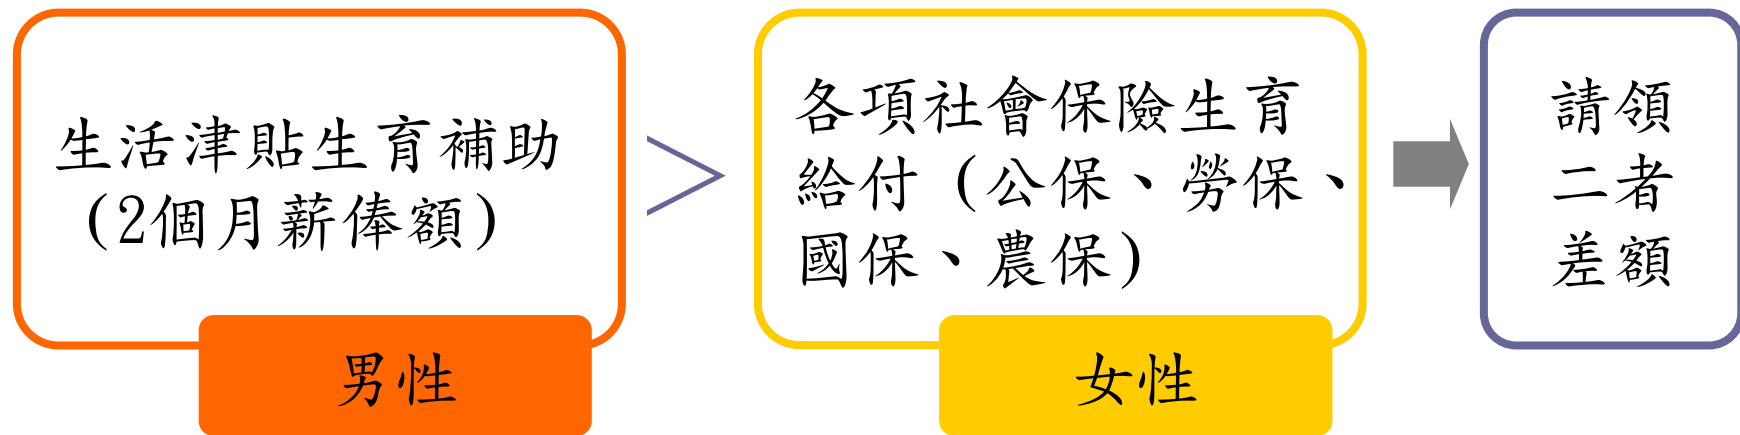 生活津貼生育補助
（2個月薪俸額）
男性
>
各項社會保險生育
給付（公保、勞保、
國保、農保）
女性
請領
二者
差額